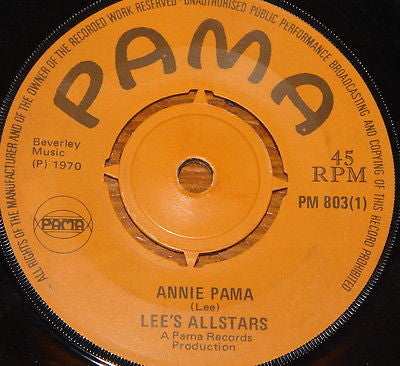 ALL RIGHTS OF THE MANUFACTURER AND OF THE OWNER OF THE RECORDED WORK RESERVED - UNAUTHORISED PUBLIC PERFORMANCE BROADCASTING AND COPYING OF THIS RECORD PROHIBITED
PAMA
Beverley
Music
(P) 1970
45
RPM
PM 803(1)
PAMA
ANNIE PAMA
(Lee)
LEE'S ALLSTARS
A Pama Records
Production